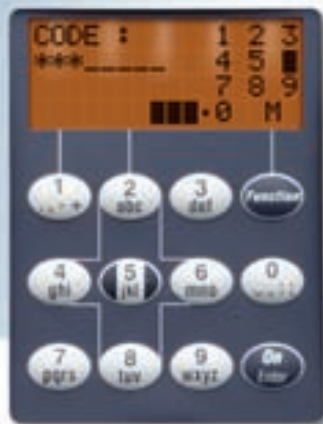 CODE : 1 2 3
***_____ 4 5
7 8 9
.0 M
1 2 3 Function
abc def
4 5 6 0
ghi jkl mno
7 8 9 On
pqrs tuv wxyz Enter